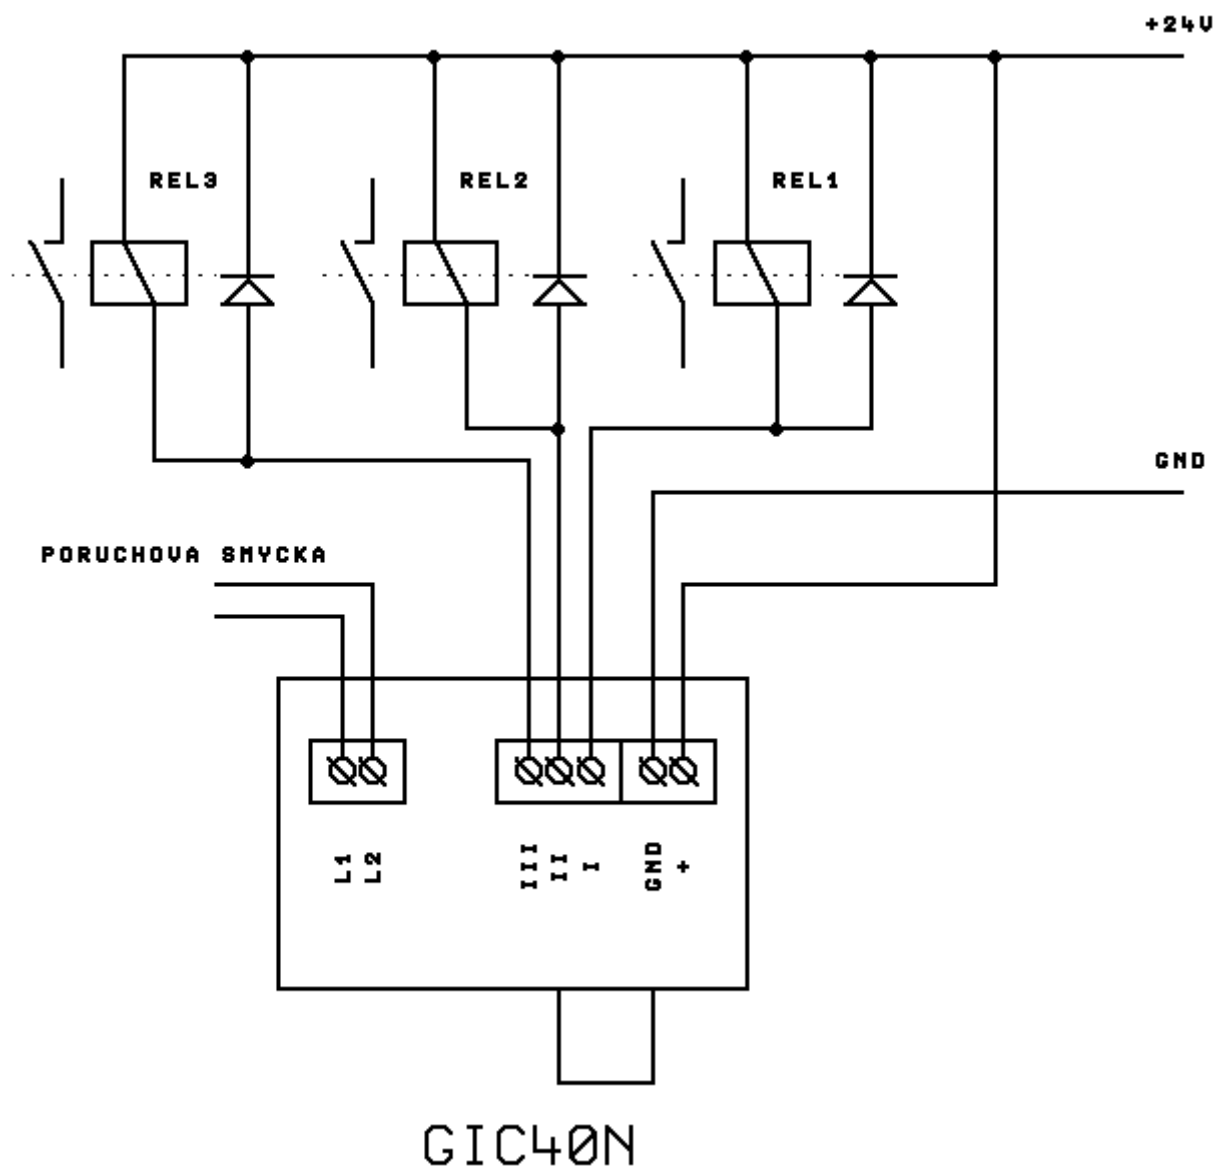 +24V
REL3
REL2
REL1
GND
PORUCHOVA SMYCKA
L1
L2
III
II
I
GND
+
GIC40N